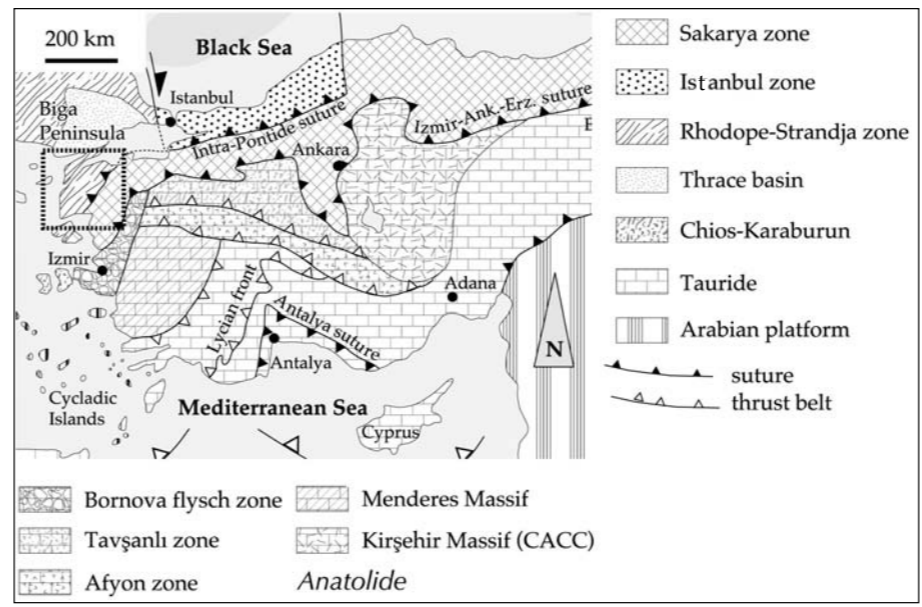 200 km
Black Sea
Istanbul
Biga
Peninsula
Intra-Pontide suture
Izmir-Ank.-Erz. suture
E
Ankara
Izmir
Adana
Lycian front
Antalya suture
Antalya
N
Cycladic
Islands
Mediterranean Sea
Cyprus
Sakarya zone
Istanbul zone
Rhodope-Strandja zone
Thrace basin
Chios-Karaburun
Tauride
Arabian platform
suture
thrust belt
Bornova flysch zone
Tavşanlı zone
Afyon zone
Menderes Massif
Kirşehir Massif (CACC)
Anatolide